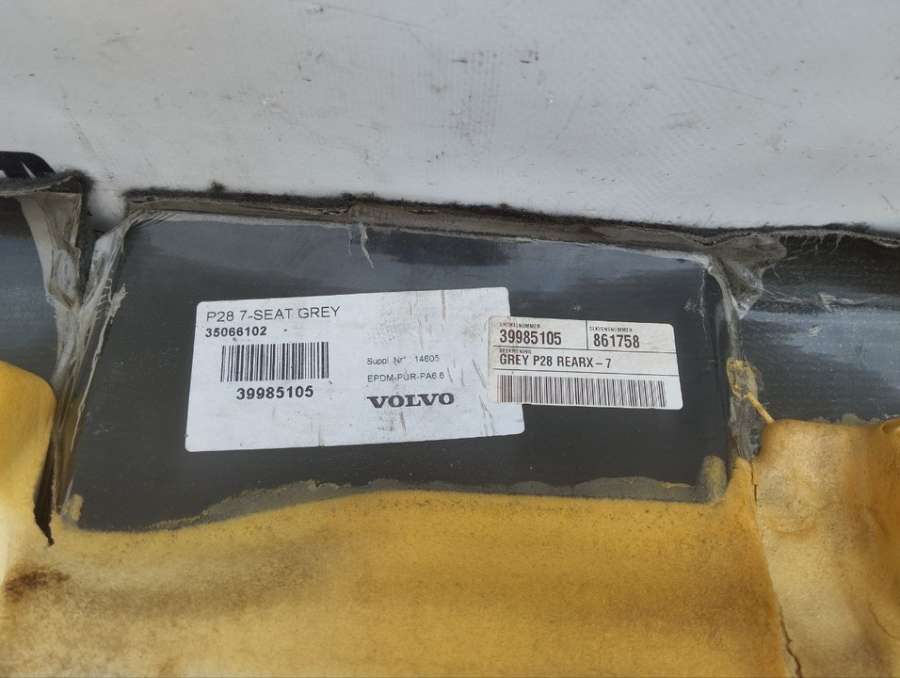 P28 7-SEAT GREY
35066102
39985105
Suppl Nr. 14605
EPDM-PUR-PA6.6
VOLVO
39985105
861758
GREY P28 REARX-7